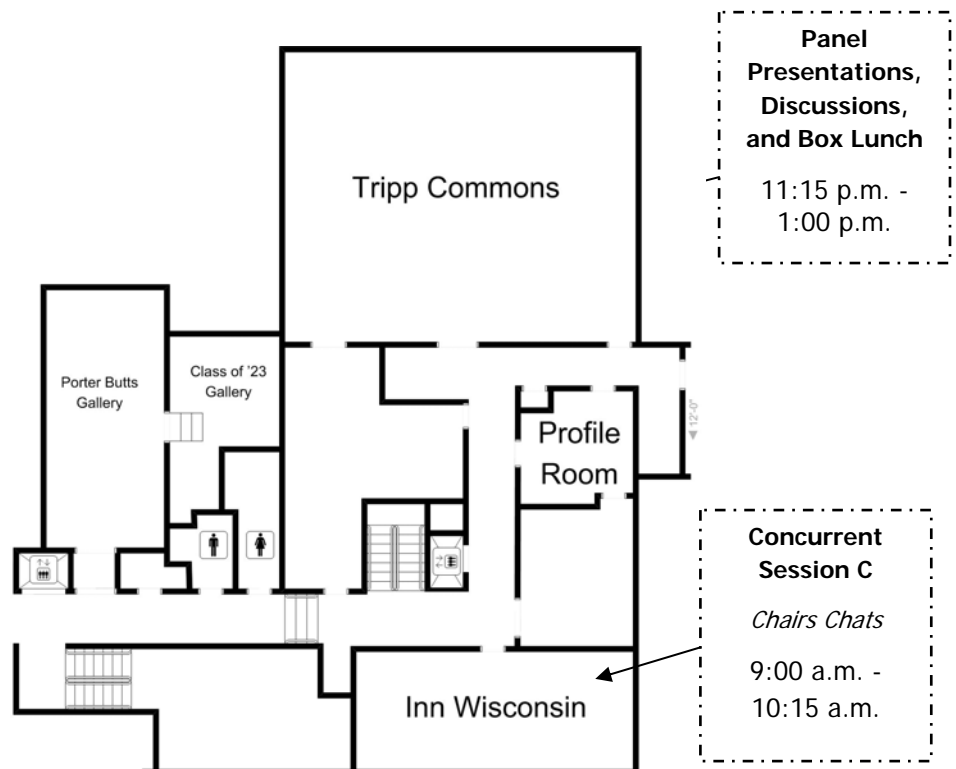 Panel
Presentations,
Discussions,
and Box Lunch
11:15 p.m. -
1:00 p.m.
Tripp Commons
Porter Butts
Gallery
Class of '23
Gallery
Profile
Room
◄ 12'-0"
Concurrent
Session C
Chairs Chats
9:00 a.m. -
10:15 a.m.
Inn Wisconsin